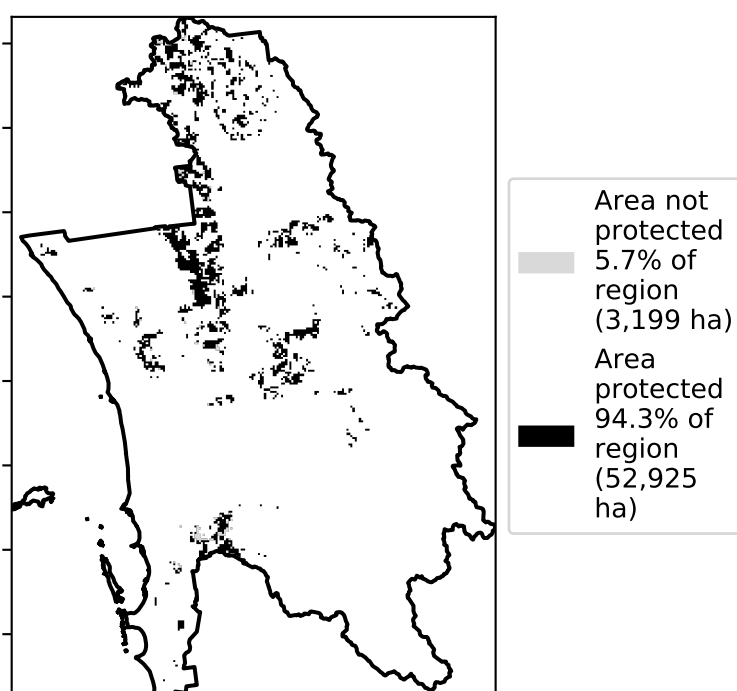 Area not
protected
5.7% of
region
(3,199 ha)
Area
protected
94.3% of
region
(52,925
ha)